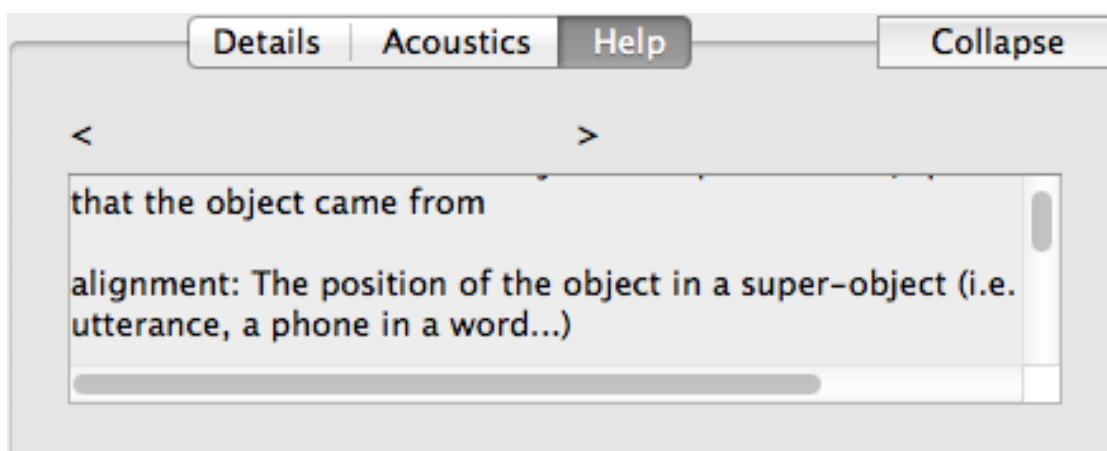 Details Acoustics Help Collapse
< >
that the object came from
alignment: The position of the object in a super-object (i.e.
utterance, a phone in a word...)